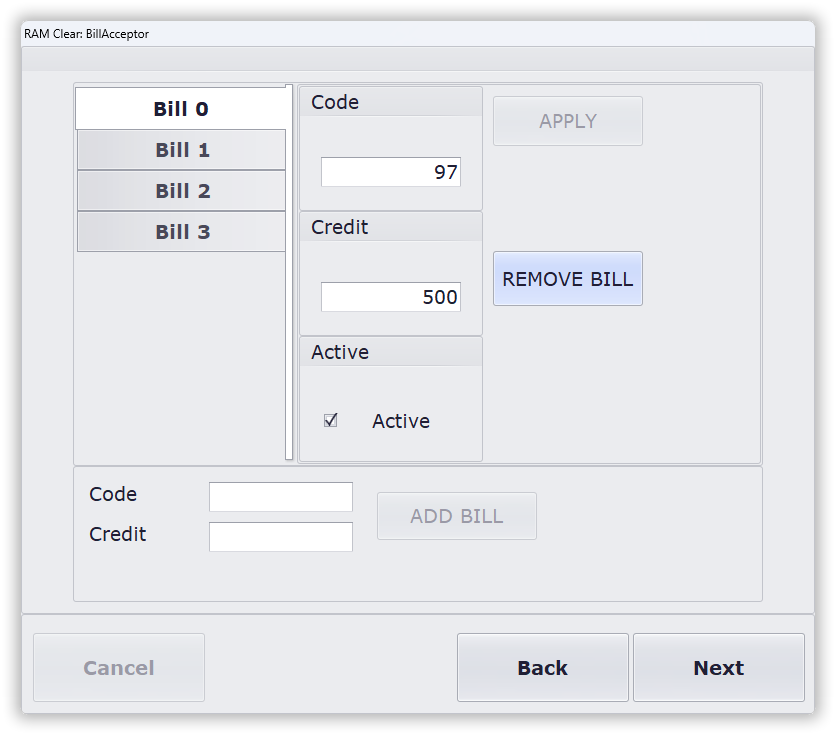 RAM Clear: BillAcceptor
Bill 0
Bill 1
Bill 2
Bill 3
Code
97
Credit
500
Active
Active
APPLY
REMOVE BILL
Code
Credit
ADD BILL
Cancel
Back
Next